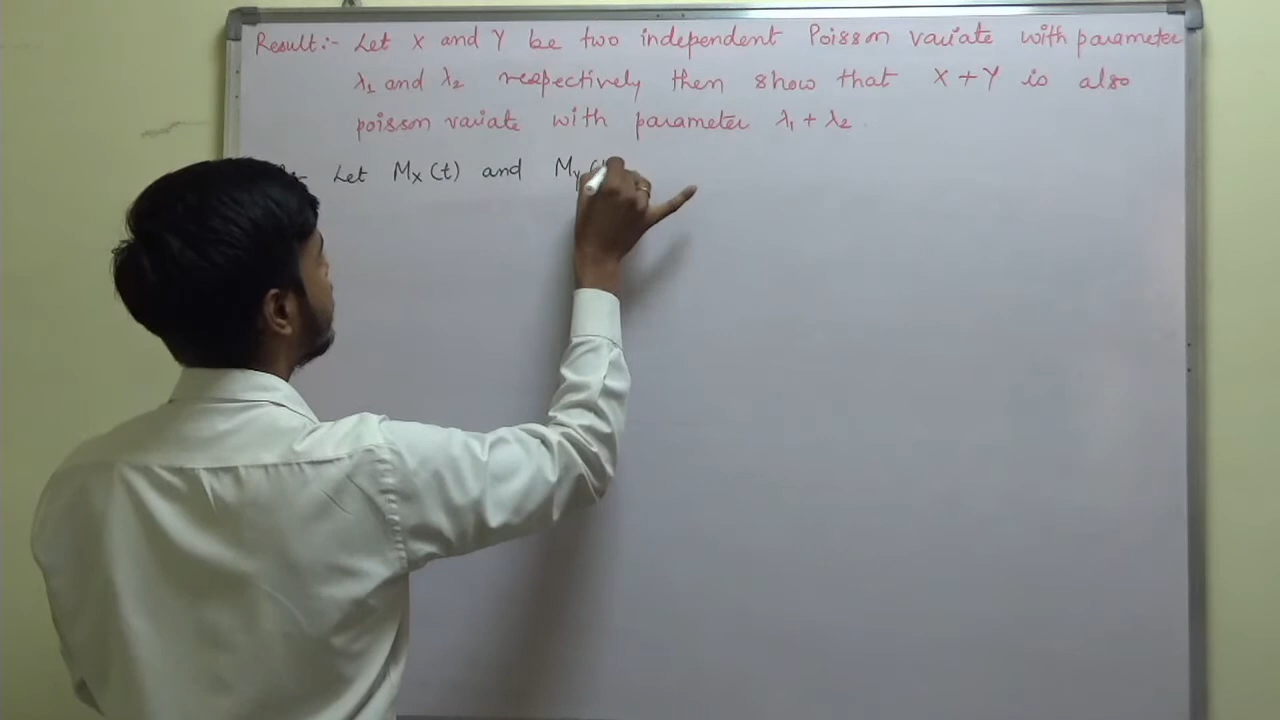 Result:- Let X and Y be two independent Poisson variate with parameter
λ₁ and λ₂ respectively then show that X+Y is also
poisson variate with parameter λ₁ + λ₂.
Let Mx(t) and My(